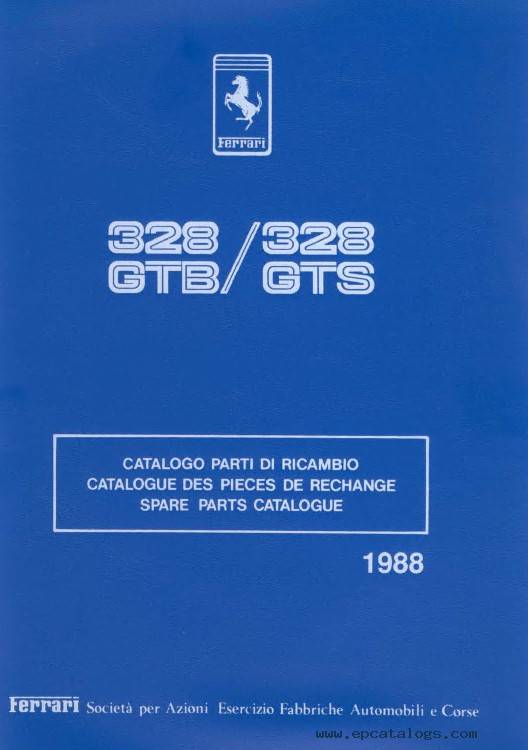 Ferrari
328 / 328
GTB / GTS
CATALOGO PARTI DI RICAMBIO
CATALOGUE DES PIECES DE RECHANGE
SPARE PARTS CATALOGUE
1988
Ferrari Società per Azioni Esercizio Fabbriche Automobili e Corse
www.epcatalogs.com